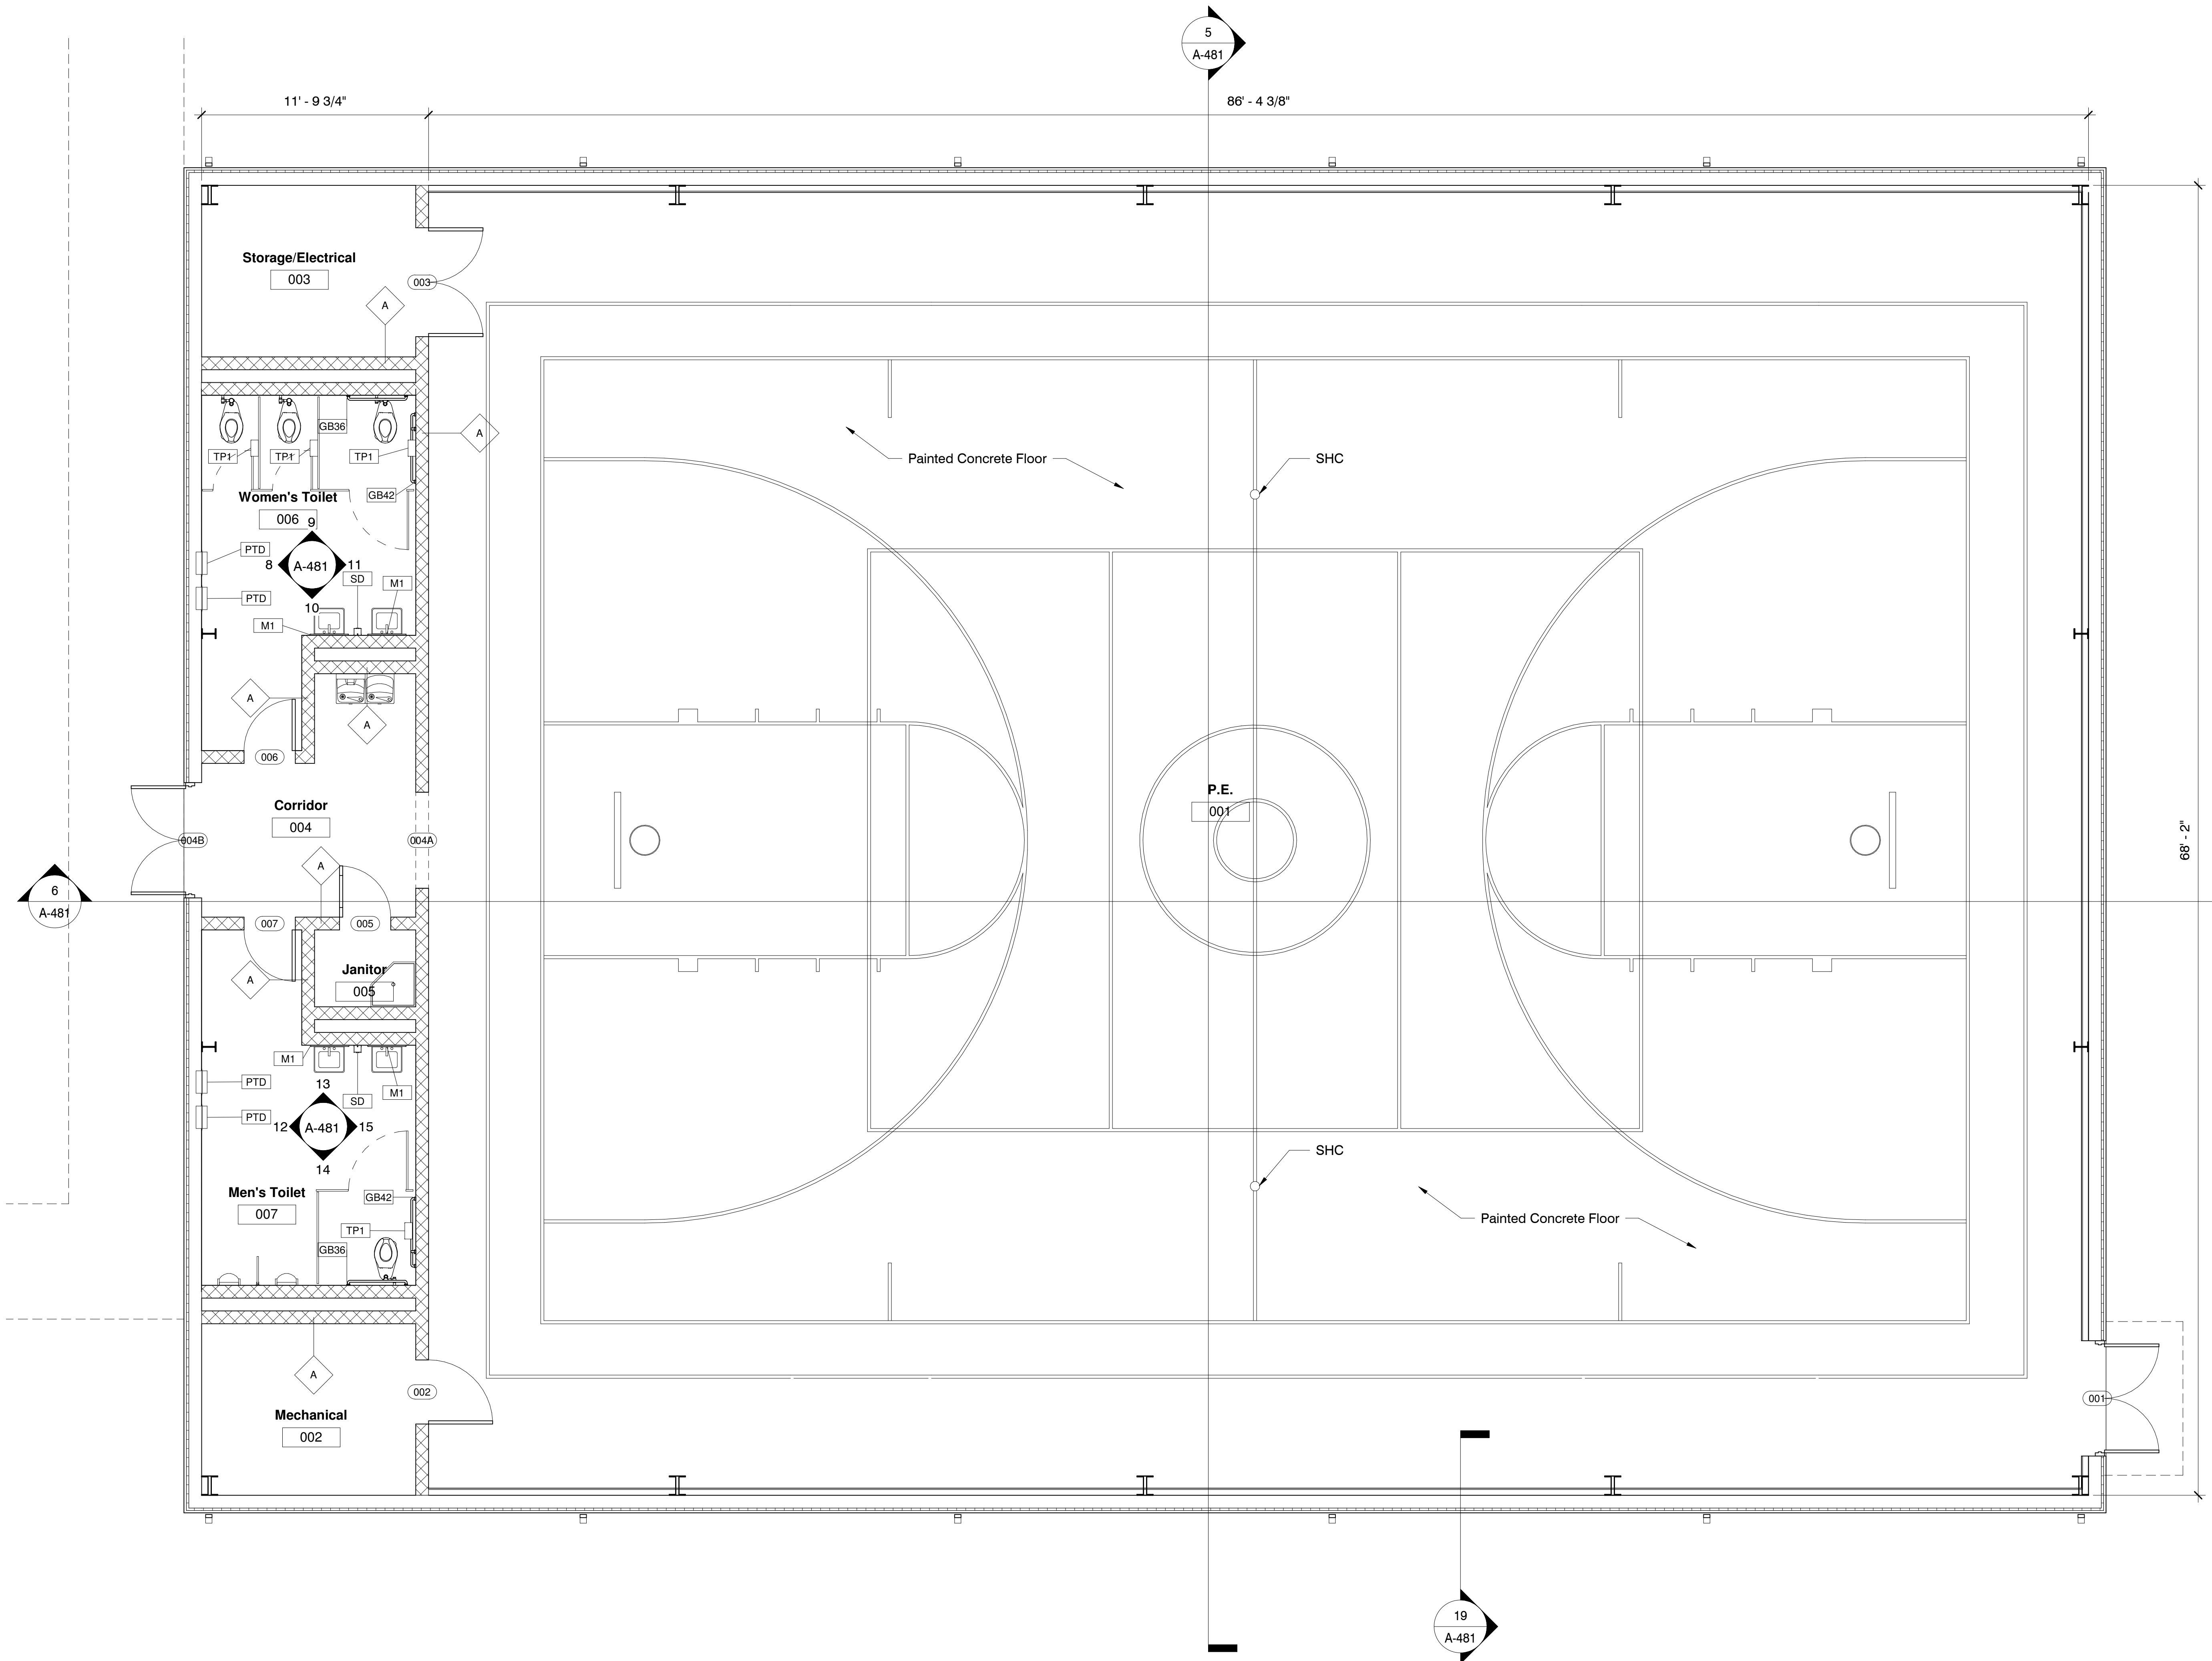 5
A-481
11' - 9 3/4"
86' - 4 3/8"
Storage/Electrical
003
003
A
A
GB36
TP1
TP1
TP1
GB42
Women's Toilet
006
9
PTD
8
A-481
11
SD
M1
PTD
10
M1
A
A
006
Painted Concrete Floor
SHC
P.E.
001
Corridor
004
004B
004A
68' - 2"
A
6
A-481
007
005
A
Janitor
005
M1
M1
PTD
SD
13
PTD
12
A-481
15
14
Men's Toilet
007
GB42
TP1
GB36
SHC
Painted Concrete Floor
A
002
001
Mechanical
002
19
A-481